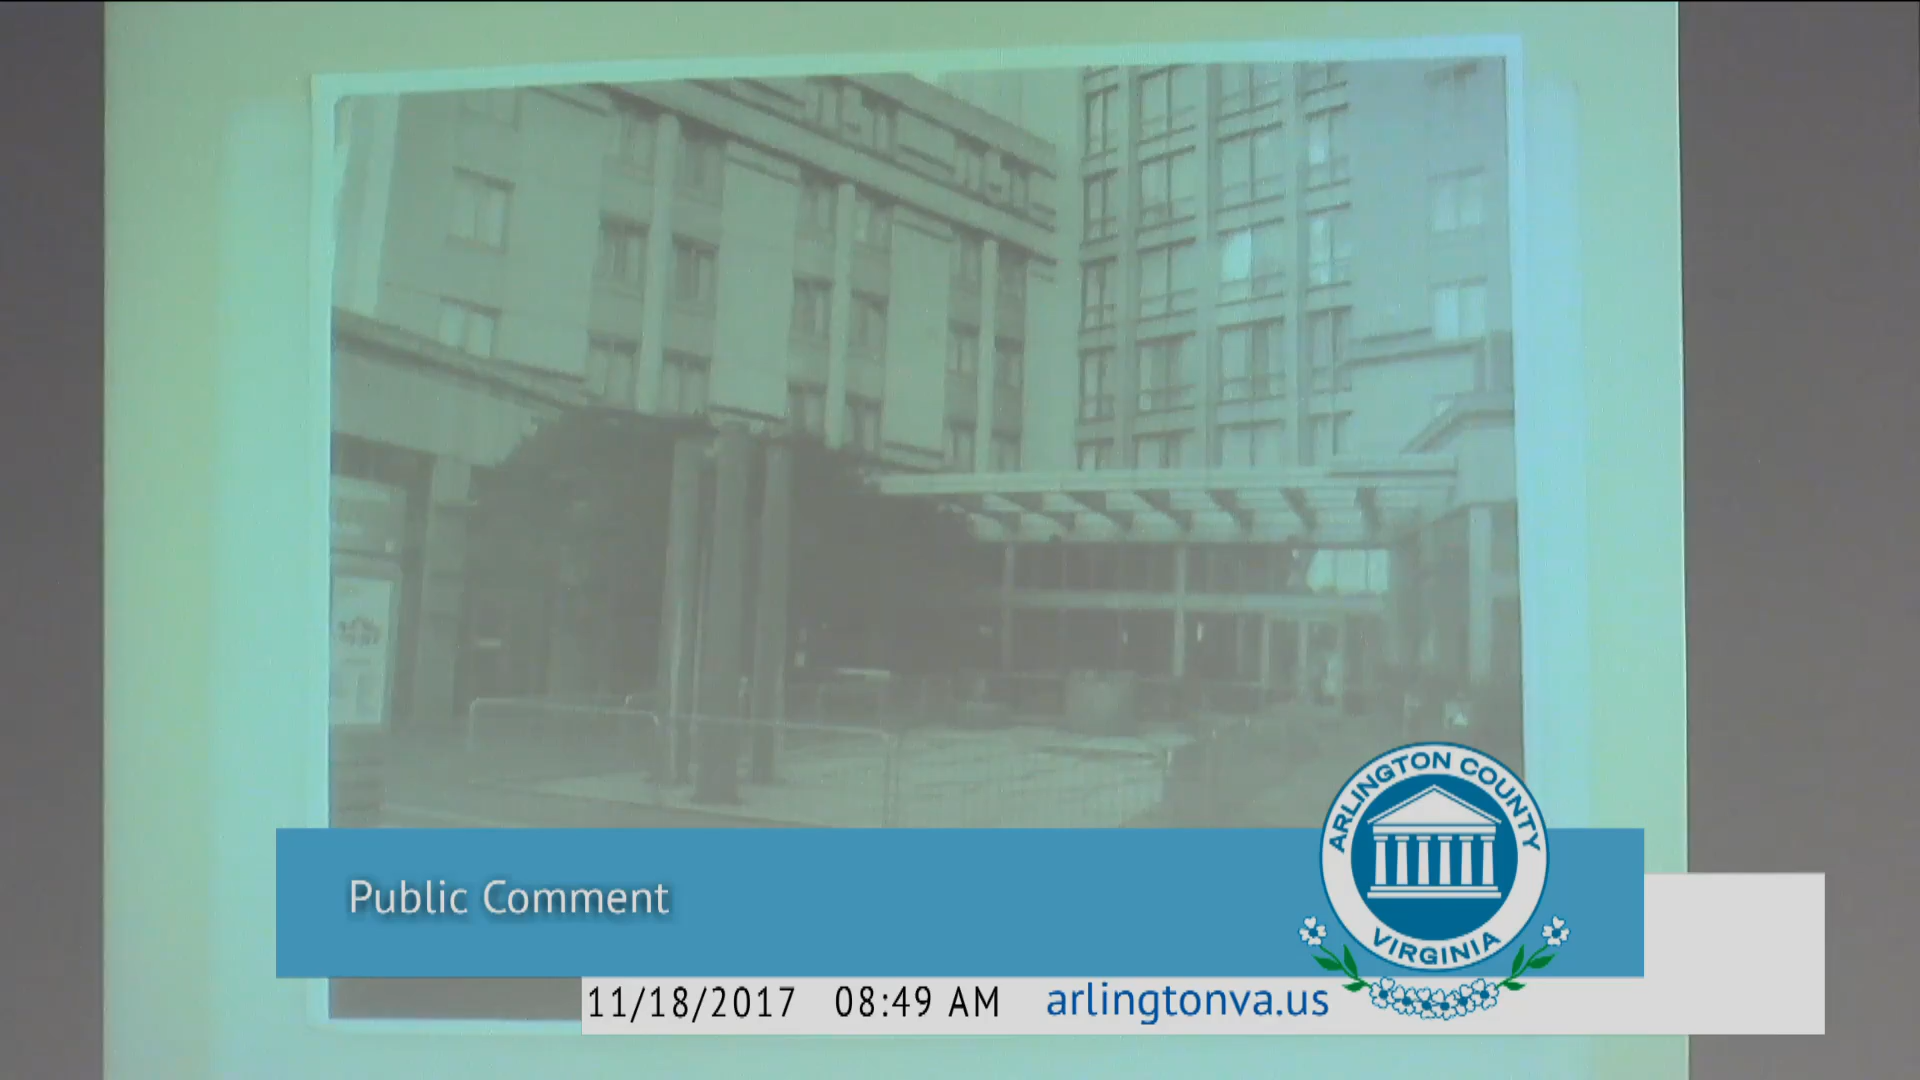 Public Comment
ARLINGTON COUNTY
VIRGINIA
11/18/2017 08:49 AM arlingtonva.us